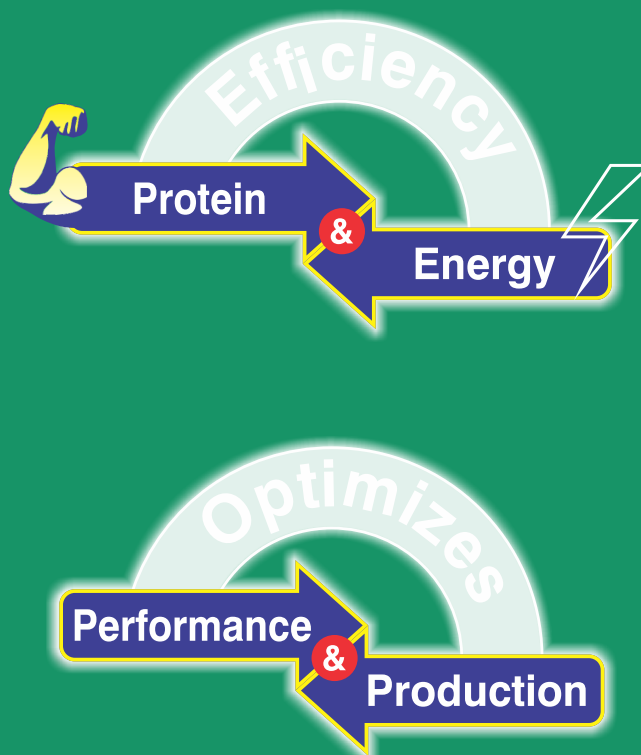 Efficiency
Protein
&
Energy
Optimizes
Performance
&
Production